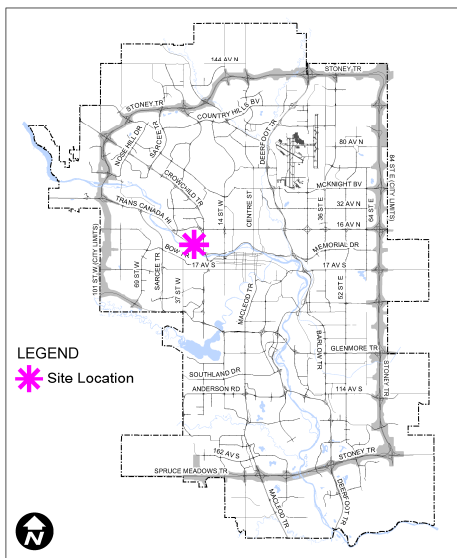 144 AV N
STONEY TR
STONEY TR
COUNTRY HILLS BV
NOSE HILL DR
SARCEE TR
DEERFOOT TR
80 AV N
CROWCHILD TR
MCKNIGHT BV
84 ST E (CITY LIMITS)
TRANS CANADA HI
14 ST W
CENTRE ST
36 ST E
32 AV N
64 ST E
16 AV N
101 ST W (CITY LIMITS)
BOW
MEMORIAL DR
17 AV S
17 AV S
69 ST W
SARCEE TR
37 ST W
52 ST E
MACLEOD TR
BARLOW TR
LEGEND
Site Location
GLENMORE TR
STONEY TR
SOUTHLAND DR
ANDERSON RD
114 AV S
162 AV S
STONEY TR
SPRUCE MEADOWS TR
MACLEOD TR
DEERFOOT TR
N